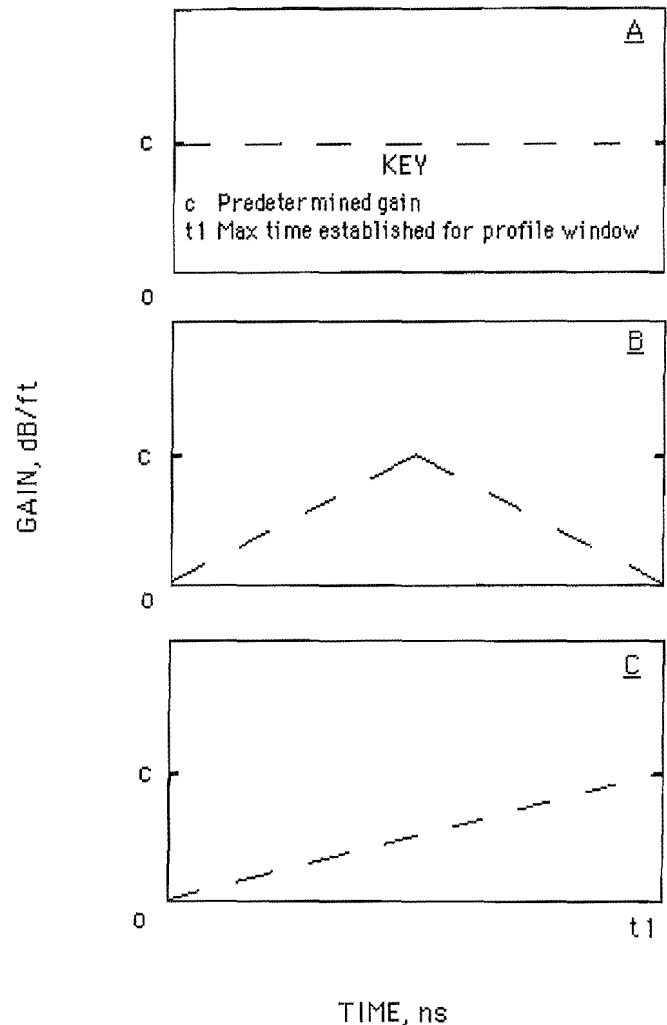 A
C
KEY
c Predetermined gain
t1 Max time established for profile window
0
B
C
GAIN, dB/ft
0
C
C
0
t1
TIME, ns